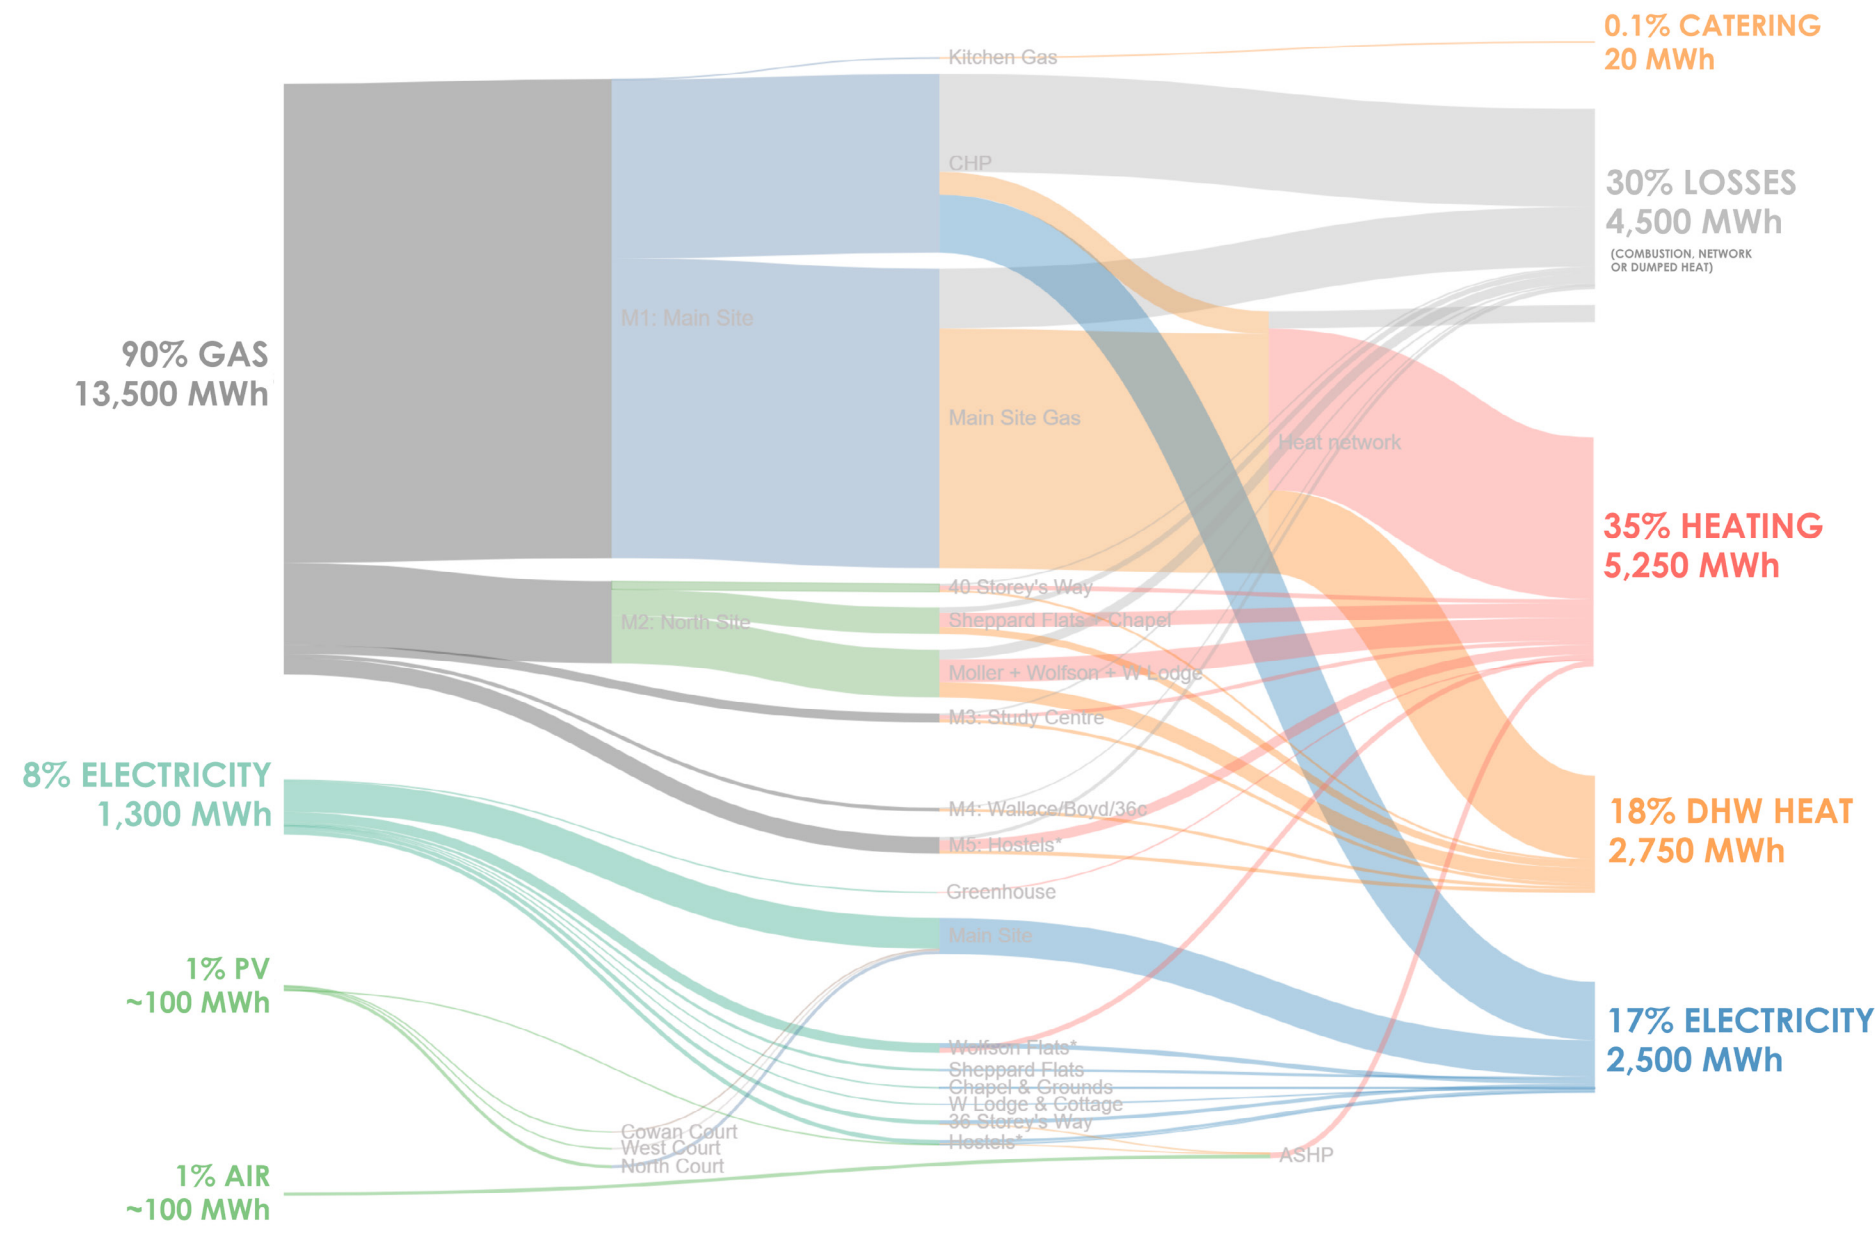 0.1% CATERING
20 MWh
Kitchen Gas
CHP
30% LOSSES
4,500 MWh
(COMBUSTION, NETWORK
OR DUMPED HEAT)
M1: Main Site
90% GAS
13,500 MWh
Main Site Gas
Heat network
35% HEATING
5,250 MWh
40 Storey's Way
M2: North Site
Sheppard Flats + Chapel
Moller + Wolfson + W Lodge
M3: Study Centre
8% ELECTRICITY
1,300 MWh
M4: Wallace/Boyd/36c
M5: Hostels*
18% DHW HEAT
2,750 MWh
Greenhouse
Main Site
1% PV
~100 MWh
17% ELECTRICITY
2,500 MWh
Wolfson Flats*
Sheppard Flats
Chapel & Grounds
W Lodge & Cottage
36 Storey's Way
Hostels*
Cowan Court
West Court
North Court
ASHP
1% AIR
~100 MWh